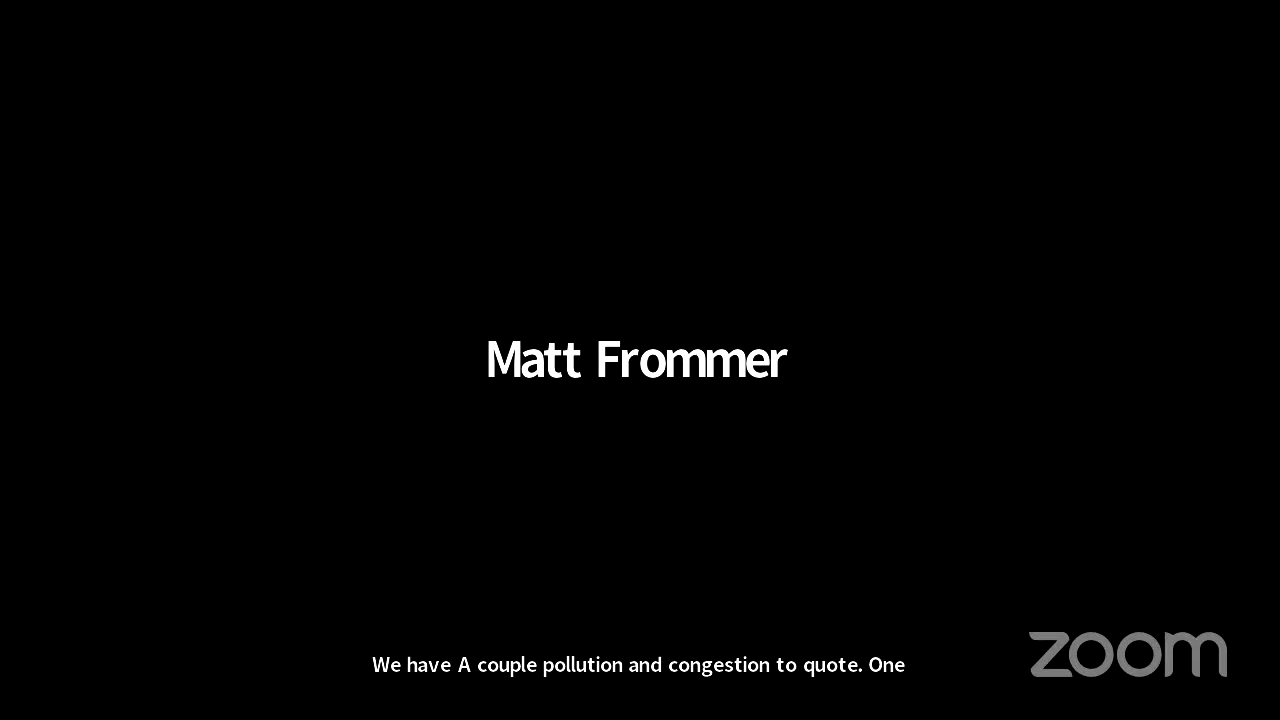 Matt Frommer
We have A couple pollution and congestion to quote. One
zoom